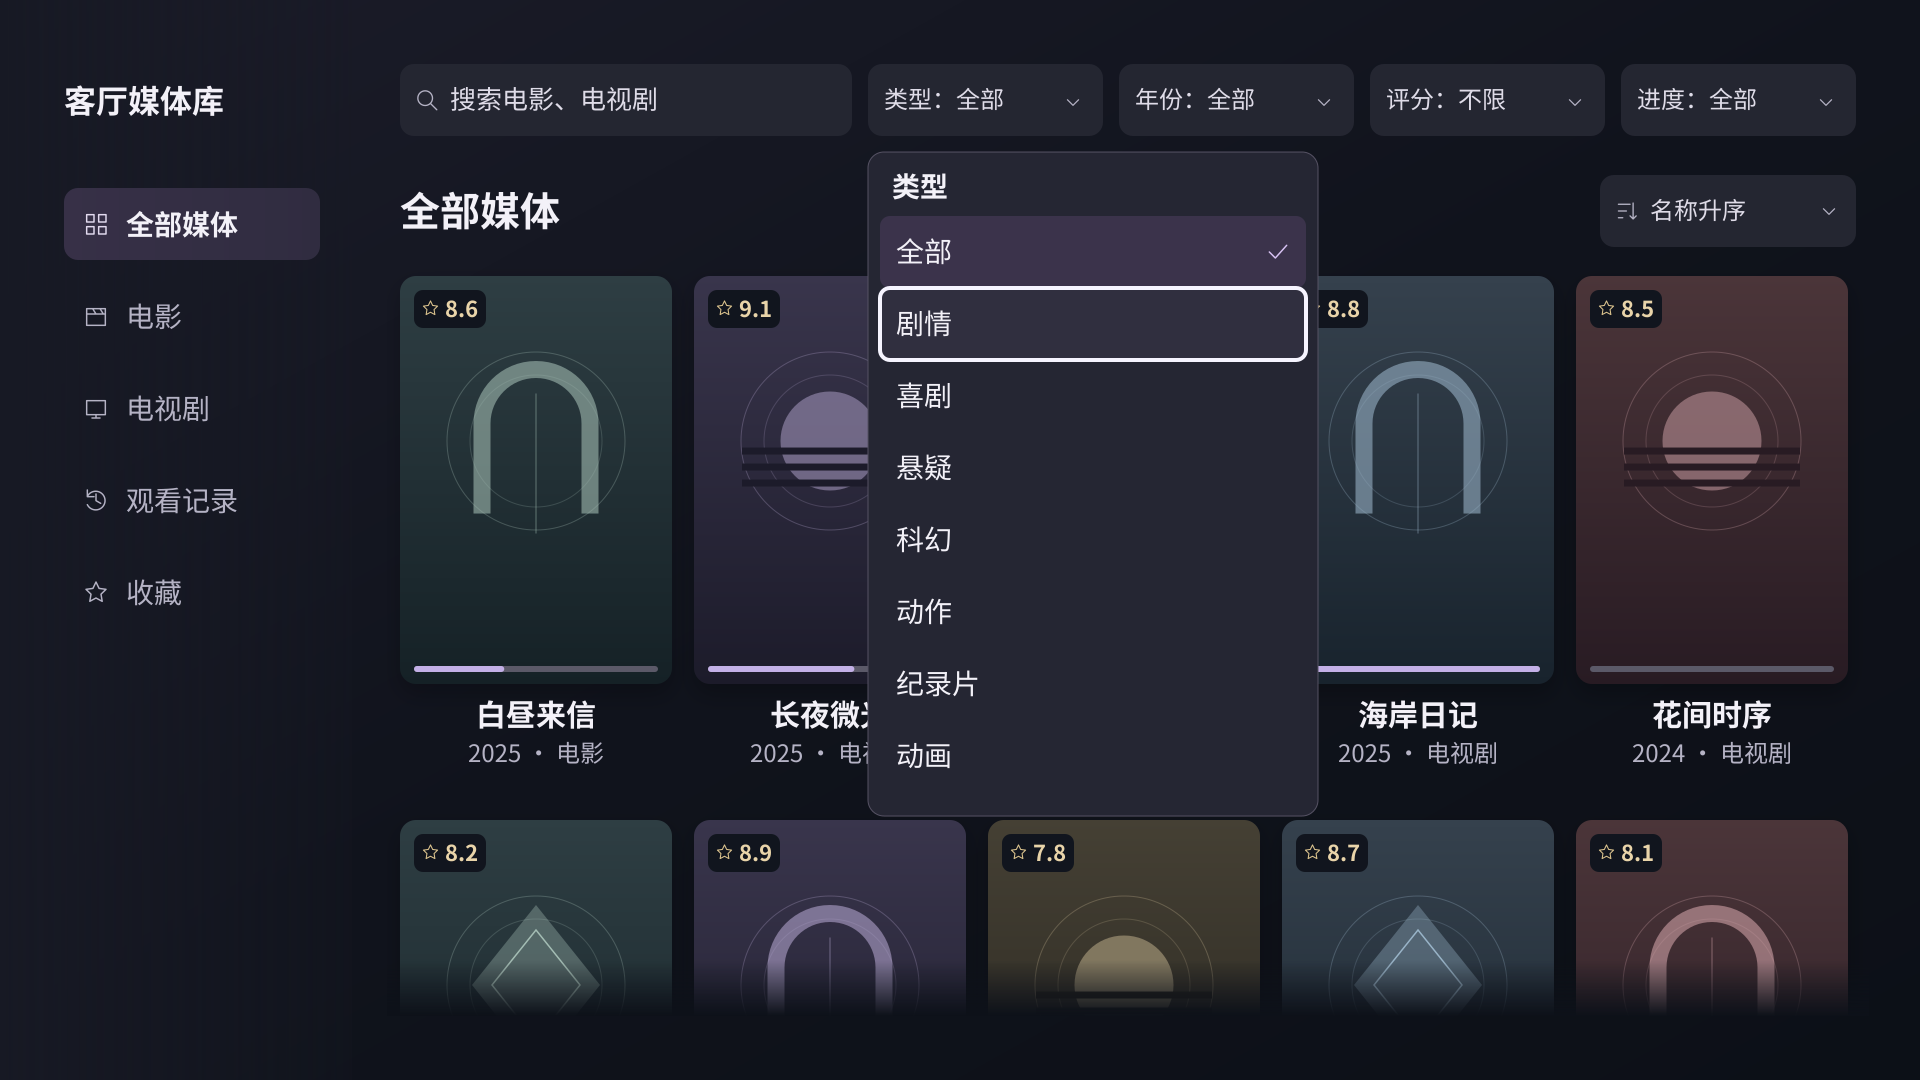 客厅媒体库
搜索电影、电视剧
类型：全部
年份：全部
评分：不限
进度：全部
全部媒体
电影
电视剧
观看记录
收藏
全部媒体
名称升序
类型
全部
剧情
喜剧
悬疑
科幻
动作
纪录片
动画
8.6
9.1
8.8
8.5
白昼来信
长夜微
海岸日记
花间时序
2025 · 电影
2025 · 电
2025 · 电视剧
2024 · 电视剧
8.2
8.9
7.8
8.7
8.1